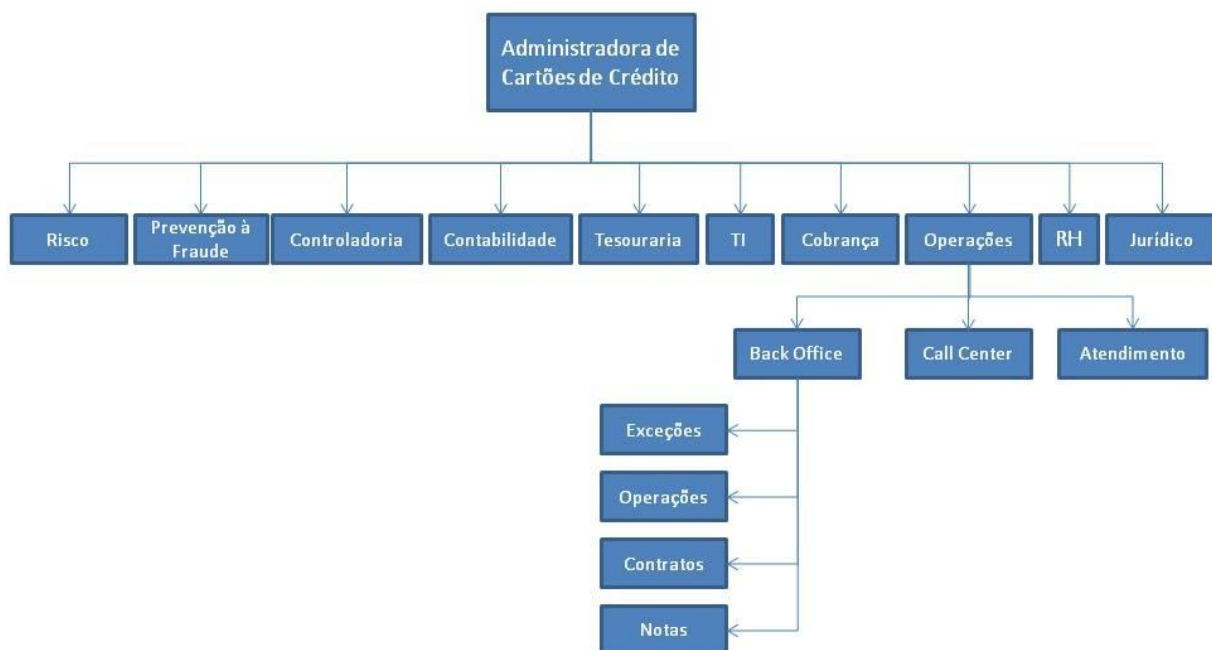 Administradora de
Cartões de Crédito
Risco
Prevenção à
Fraude
Controladoria
Contabilidade
Tesouraria
TI
Cobrança
Operações
RH
Jurídico
Back Office
Call Center
Atendimento
Exceções
Operações
Contratos
Notas